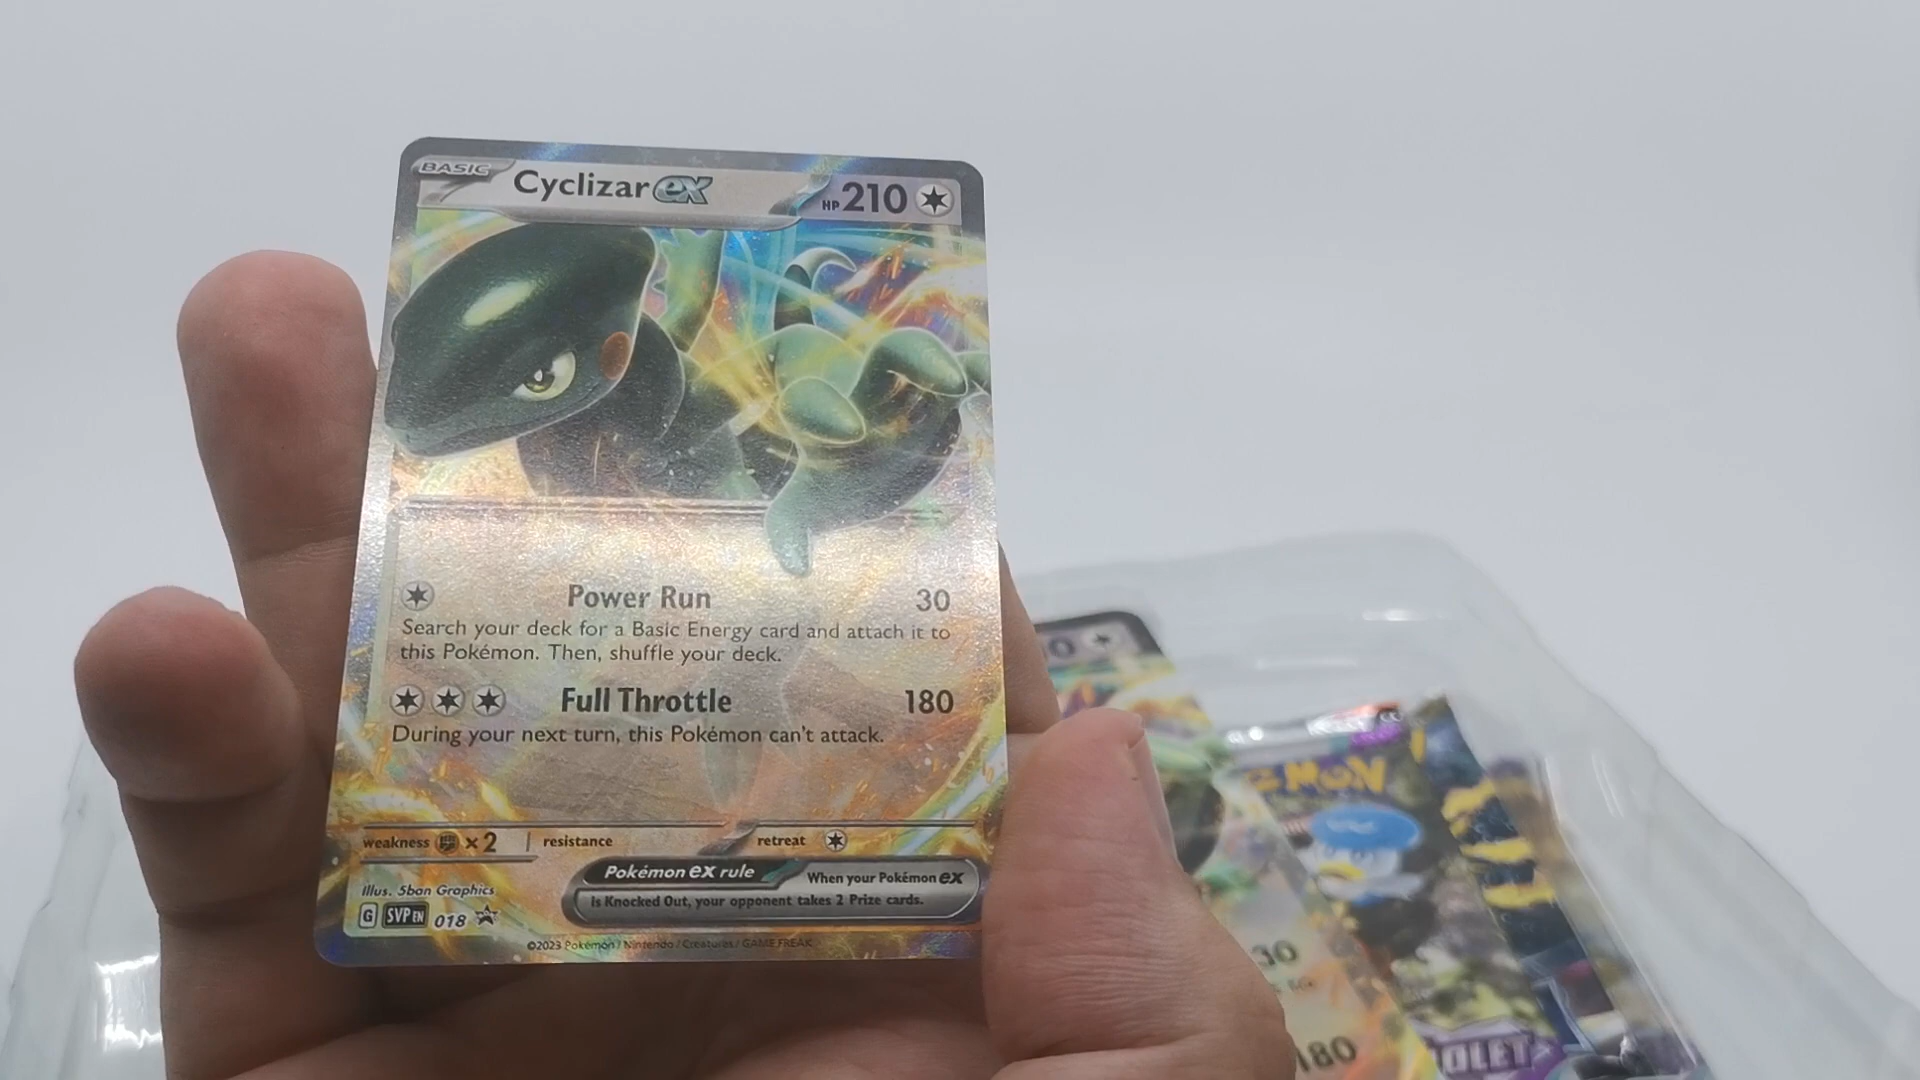 BASIC
Cyclizar ex
HP 210
Power Run 30
Search your deck for a Basic Energy card and attach it to
this Pokémon. Then, shuffle your deck.
Full Throttle 180
During your next turn, this Pokémon can't attack.
weakness ×2 resistance retreat
Pokémon ex rule When your Pokémon ex
is Knocked Out, your opponent takes 2 Prize cards.
Illus. 5ban Graphics
G SVP EN 018
©2023 Pokémon / Nintendo / Creatures / GAME FREAK
30
180